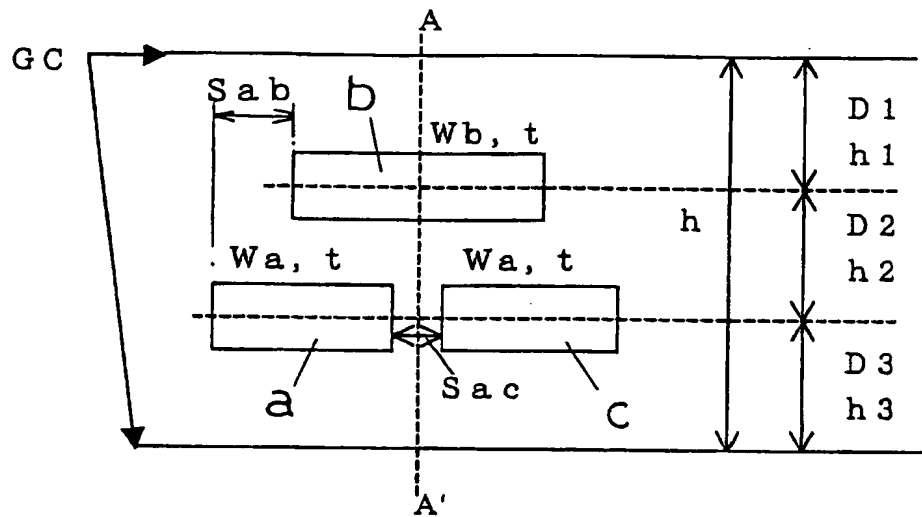 A
GC
Sab
b
D1
Wb, t
h1
h
D2
Wa, t
Wa, t
h2
a
Sac
c
D3
h3
A'